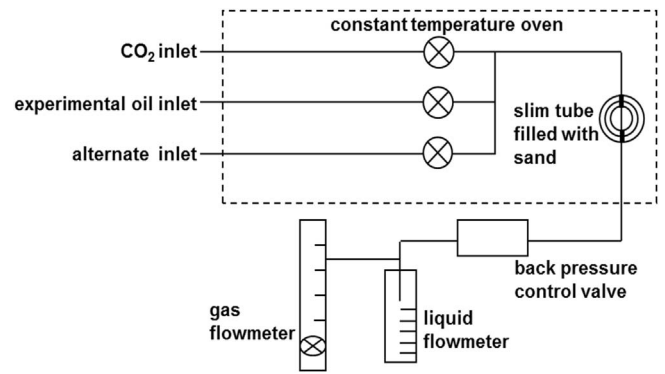 constant temperature oven
CO₂ inlet
experimental oil inlet
alternate inlet
slim tube
filled with
sand
back pressure
control valve
gas
flowmeter
liquid
flowmeter